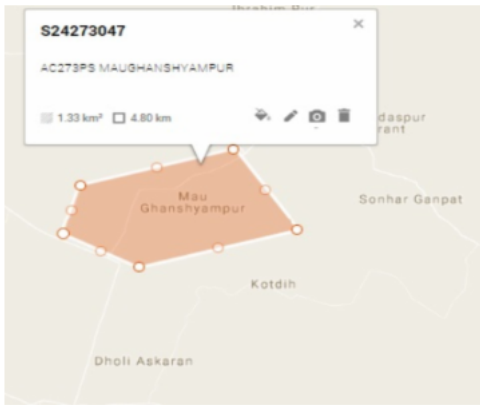 S24273047
AC273PS MAUGHANSHYAMPUR
1.33 km² 4.80 km
Mau
Ghanshyampur
Sonhar Ganpat
Kotdih
Dholi Askaran